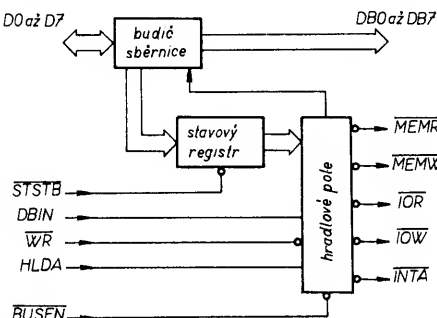 D0 až D7
budič
sběrnice
DB0 až DB7
stavový
registr
hradlové pole
MEMR
MEMW
IOR
IOW
INTA
STSTB
DBIN
WR
HLDA
BUSEN